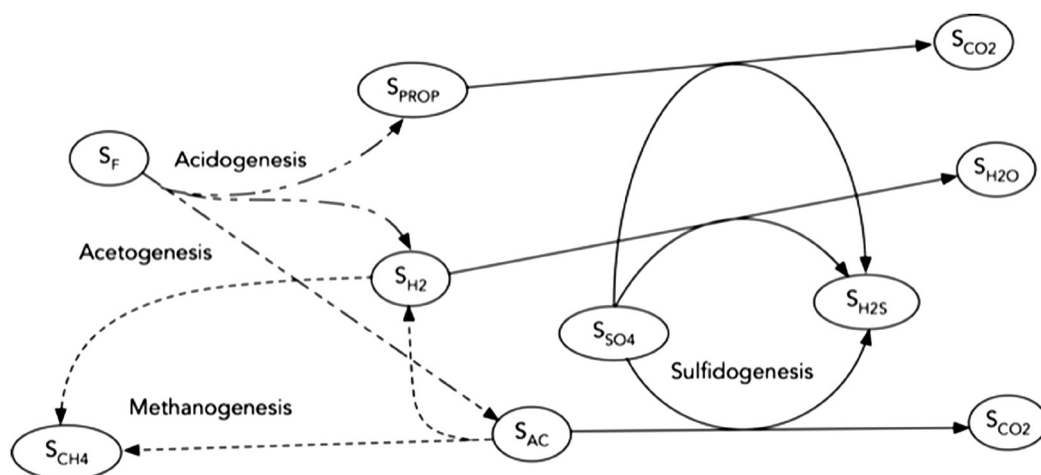 S_CO2
S_PROP
S_F
Acidogenesis
S_H2O
Acetogenesis
S_H2
S_H2S
S_SO4
Sulfidogenesis
Methanogenesis
S_AC
S_CO2
S_CH4